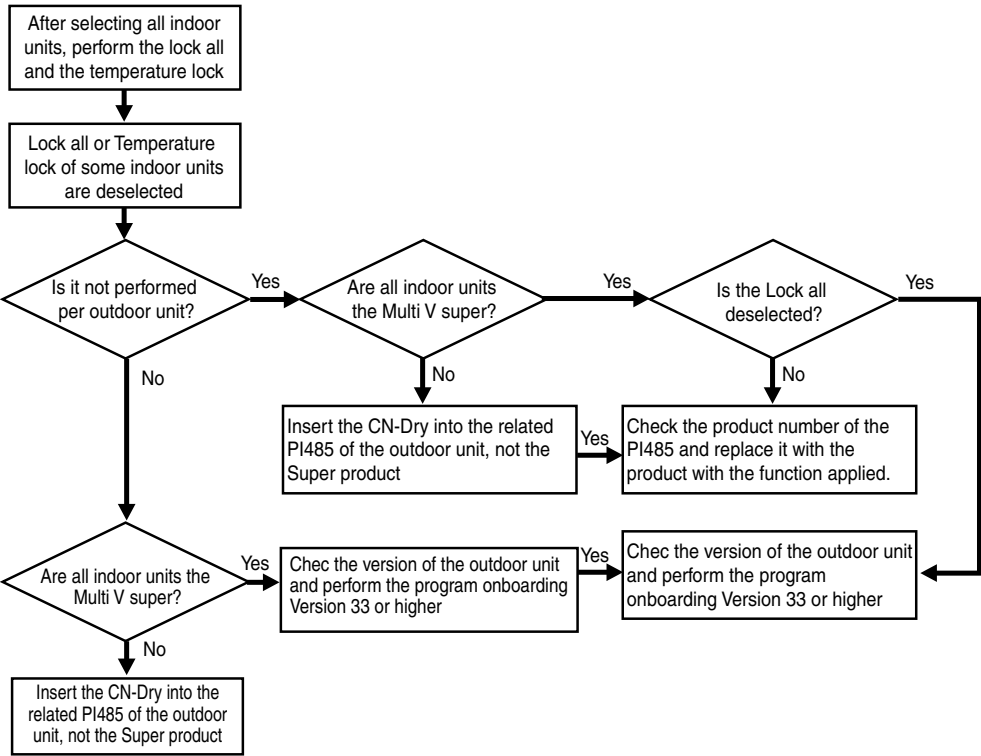 After selecting all indoor
units, perform the lock all
and the temperature lock
Lock all or Temperature
lock of some indoor units
are deselected
Is it not performed
per outdoor unit?
Yes
Are all indoor units
the Multi V super?
Yes
Is the Lock all
deselected?
Yes
No
No
No
Insert the CN-Dry into the related
PI485 of the outdoor unit, not the
Super product
Yes
Check the product number of the
PI485 and replace it with the
product with the function applied.
Are all indoor units the
Multi V super?
Yes
Chec the version of the outdoor unit
and perform the program onboarding
Version 33 or higher
Yes
Chec the version of the outdoor unit
and perform the program
onboarding Version 33 or higher
No
Insert the CN-Dry into the
related PI485 of the outdoor
unit, not the Super product